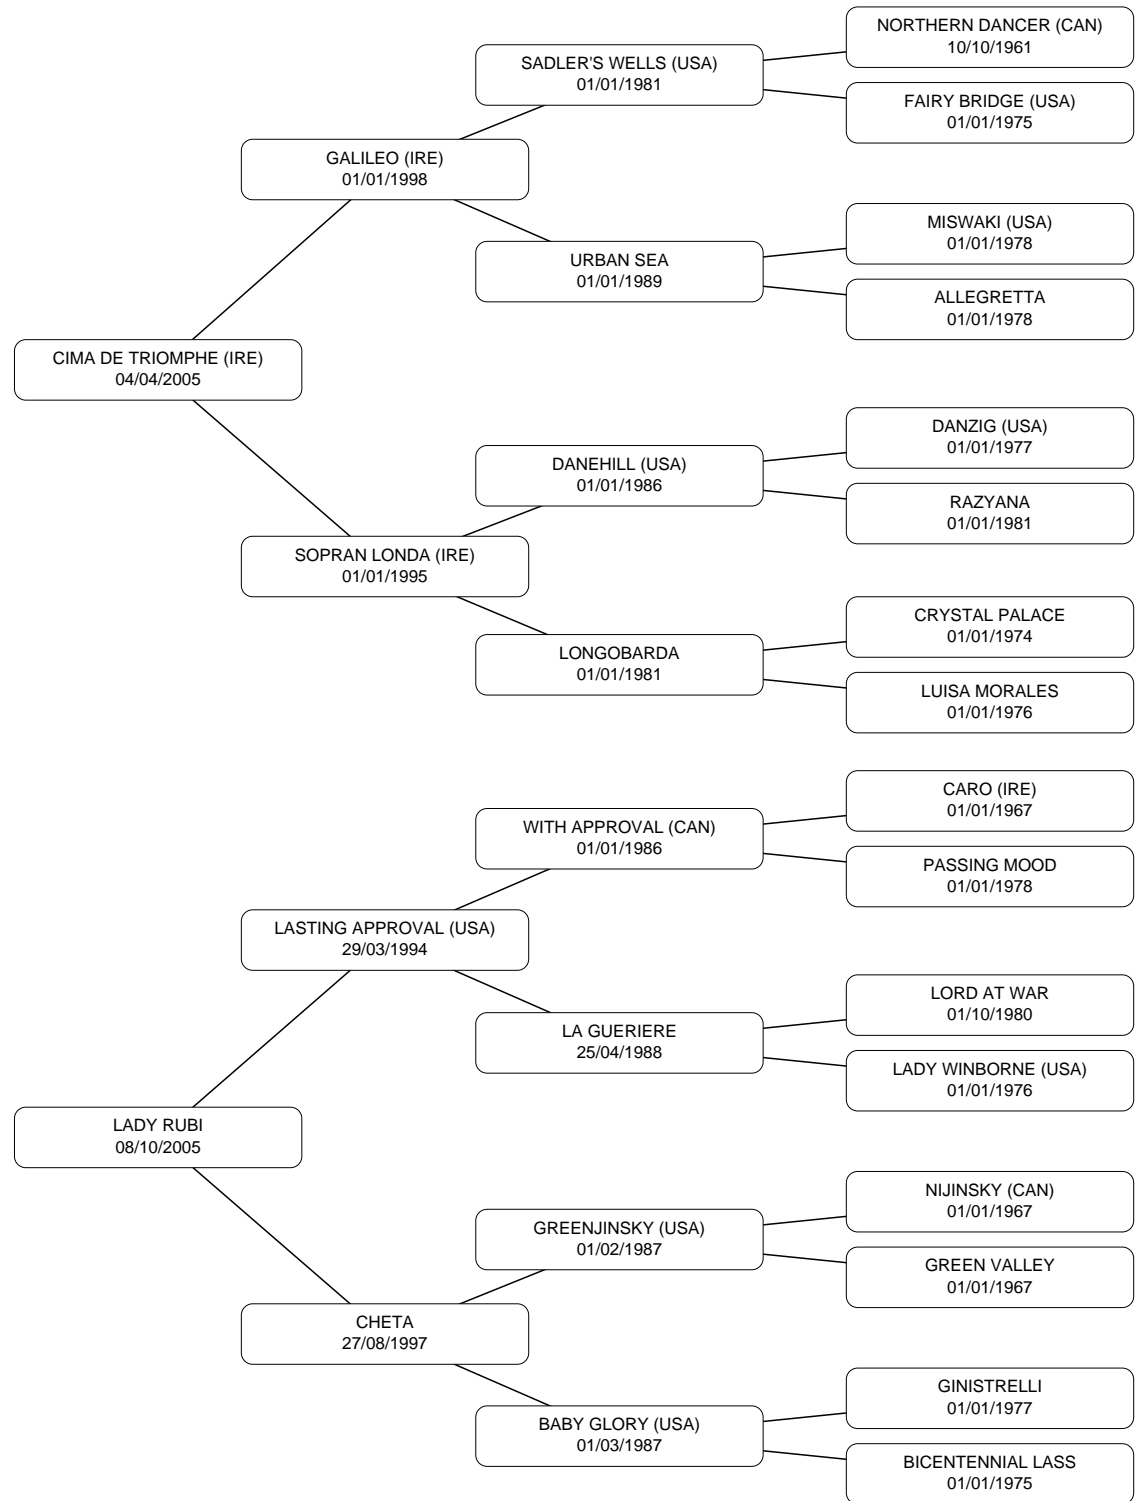 NORTHERN DANCER (CAN)
10/10/1961
SADLER'S WELLS (USA)
01/01/1981
FAIRY BRIDGE (USA)
01/01/1975
GALILEO (IRE)
01/01/1998
MISWAKI (USA)
01/01/1978
URBAN SEA
01/01/1989
ALLEGRETTA
01/01/1978
CIMA DE TRIOMPHE (IRE)
04/04/2005
DANZIG (USA)
01/01/1977
DANEHILL (USA)
01/01/1986
RAZYANA
01/01/1981
SOPRAN LONDA (IRE)
01/01/1995
CRYSTAL PALACE
01/01/1974
LONGOBARDA
01/01/1981
LUISA MORALES
01/01/1976
CARO (IRE)
01/01/1967
WITH APPROVAL (CAN)
01/01/1986
PASSING MOOD
01/01/1978
LASTING APPROVAL (USA)
29/03/1994
LORD AT WAR
01/10/1980
LA GUERIERE
25/04/1988
LADY WINBORNE (USA)
01/01/1976
LADY RUBI
08/10/2005
NIJINSKY (CAN)
01/01/1967
GREENJINSKY (USA)
01/02/1987
GREEN VALLEY
01/01/1967
CHETA
27/08/1997
GINISTRELLI
01/01/1977
BABY GLORY (USA)
01/03/1987
BICENTENNIAL LASS
01/01/1975